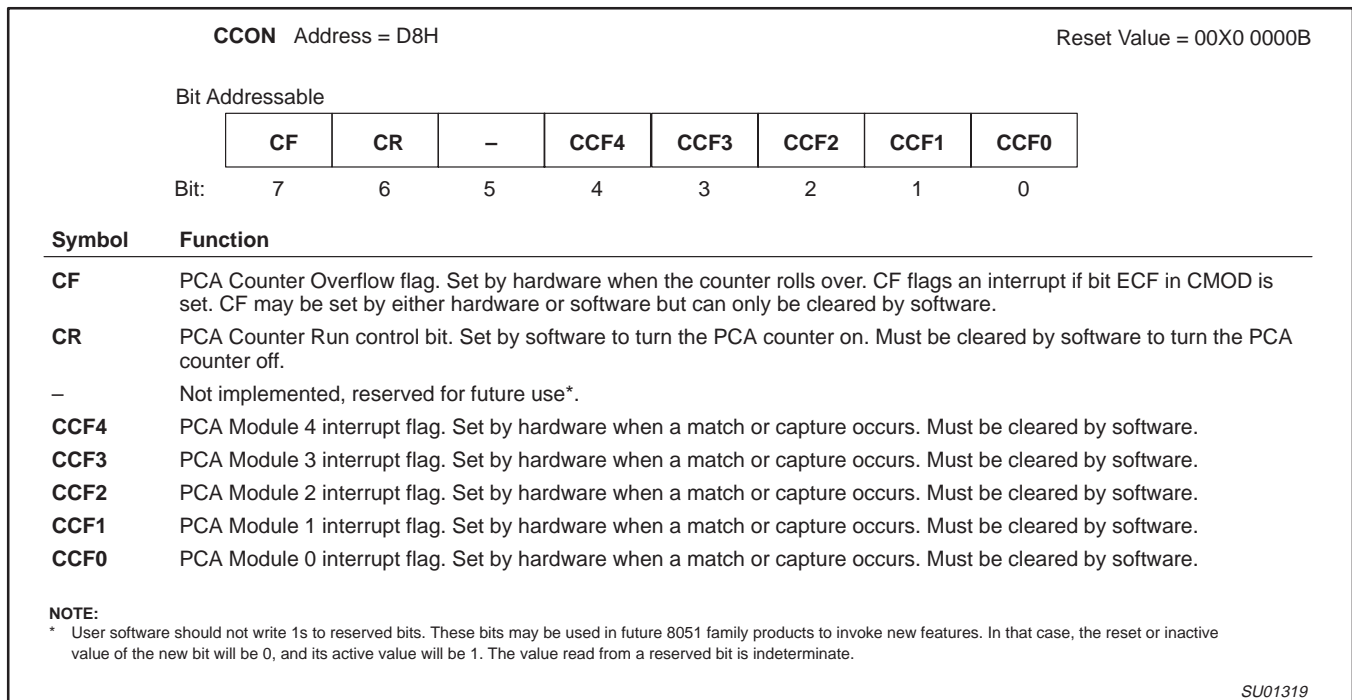 CCON Address = D8H Reset Value = 00X0 0000B
Bit Addressable
CF CR – CCF4 CCF3 CCF2 CCF1 CCF0
Bit: 7 6 5 4 3 2 1 0
Symbol Function
CF PCA Counter Overflow flag. Set by hardware when the counter rolls over. CF flags an interrupt if bit ECF in CMOD is
set. CF may be set by either hardware or software but can only be cleared by software.
CR PCA Counter Run control bit. Set by software to turn the PCA counter on. Must be cleared by software to turn the PCA
counter off.
– Not implemented, reserved for future use*.
CCF4 PCA Module 4 interrupt flag. Set by hardware when a match or capture occurs. Must be cleared by software.
CCF3 PCA Module 3 interrupt flag. Set by hardware when a match or capture occurs. Must be cleared by software.
CCF2 PCA Module 2 interrupt flag. Set by hardware when a match or capture occurs. Must be cleared by software.
CCF1 PCA Module 1 interrupt flag. Set by hardware when a match or capture occurs. Must be cleared by software.
CCF0 PCA Module 0 interrupt flag. Set by hardware when a match or capture occurs. Must be cleared by software.
NOTE:
* User software should not write 1s to reserved bits. These bits may be used in future 8051 family products to invoke new features. In that case, the reset or inactive
value of the new bit will be 0, and its active value will be 1. The value read from a reserved bit is indeterminate.
SU01319